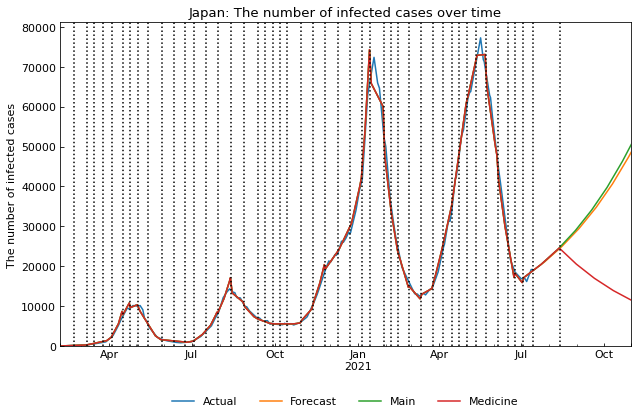 Japan: The number of infected cases over time
The number of infected cases
80000
70000
60000
50000
40000
30000
20000
10000
0
Apr
Jul
Oct
Jan
2021
Apr
Jul
Oct
Actual
Forecast
Main
Medicine